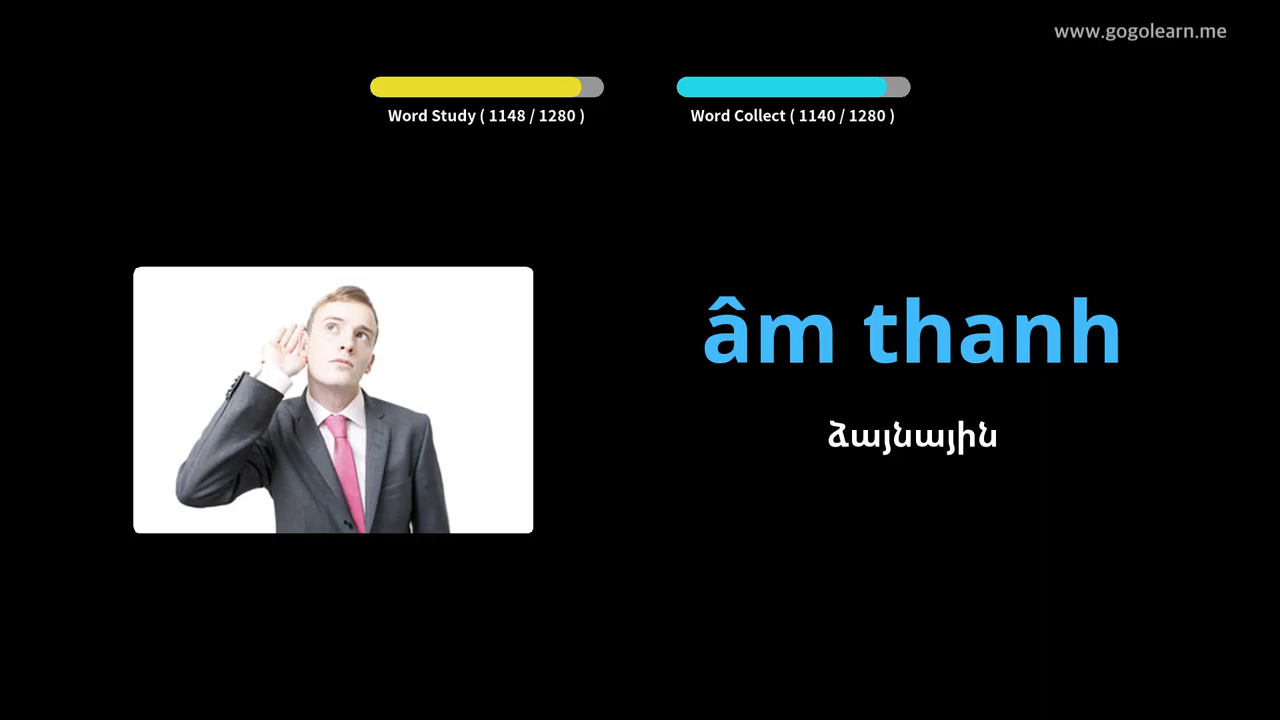 www.gogolearn.me
Word Study ( 1148 / 1280 )
Word Collect ( 1140 / 1280 )
âm thanh
ձայնային